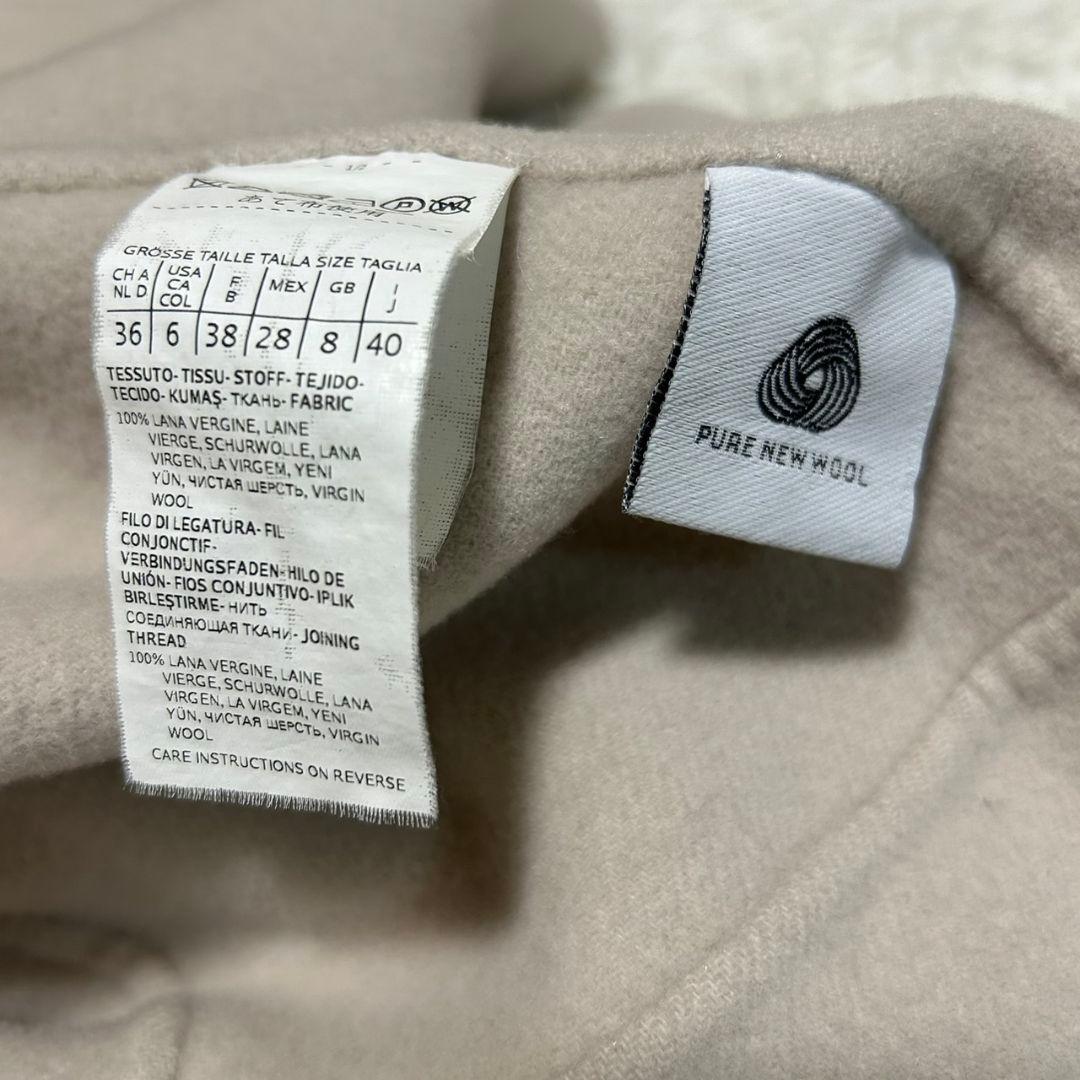 GRÖSSE TAILLE TALLA SIZE TAGLIA
CH A NL D USA CA COL F B MEX GB I J
36 6 38 28 8 40
TESSUTO- TISSU- STOFF- TEJIDO-
TECIDO- KUMAŞ- ТКАНЬ- FABRIC
100% LANA VERGINE, LAINE
VIERGE, SCHURWOLLE, LANA
VIRGEN, LA VIRGEM, YENI
YÜN, ЧИСТАЯ ШЕРСТЬ, VIRGIN
WOOL
FILO DI LEGATURA- FIL
CONJONCTIF-
VERBINDUNGSFADEN- HILO DE
UNIÓN- FIOS CONJUNTIVO- IPLIK
BIRLEŞTIRME- НИТЬ
СОЕДИНЯЮЩАЯ ТКАНИ- JOINING
THREAD
100% LANA VERGINE, LAINE
VIERGE, SCHURWOLLE, LANA
VIRGEN, LA VIRGEM, YENI
YÜN, ЧИСТАЯ ШЕРСТЬ, VIRGIN
WOOL
CARE INSTRUCTIONS ON REVERSE
PURE NEW WOOL